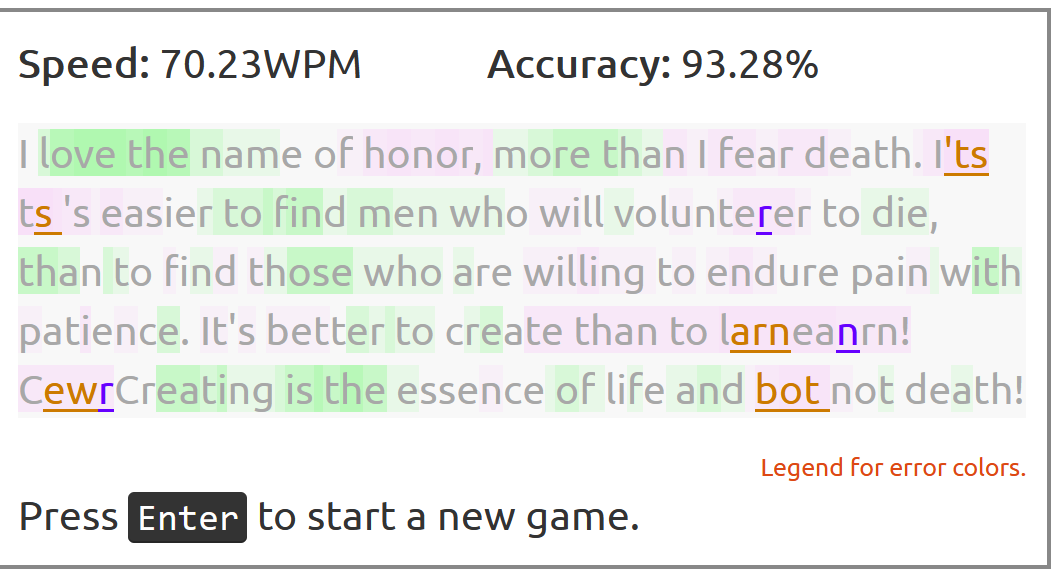 Speed: 70.23WPM Accuracy: 93.28%
I love the name of honor, more than I fear death. I'ts
ts 's easier to find men who will volunterer to die,
than to find those who are willing to endure pain with
patience. It's better to create than to larneanrn!
CewrCreating is the essence of life and bot not death!
Legend for error colors.
Press Enter to start a new game.